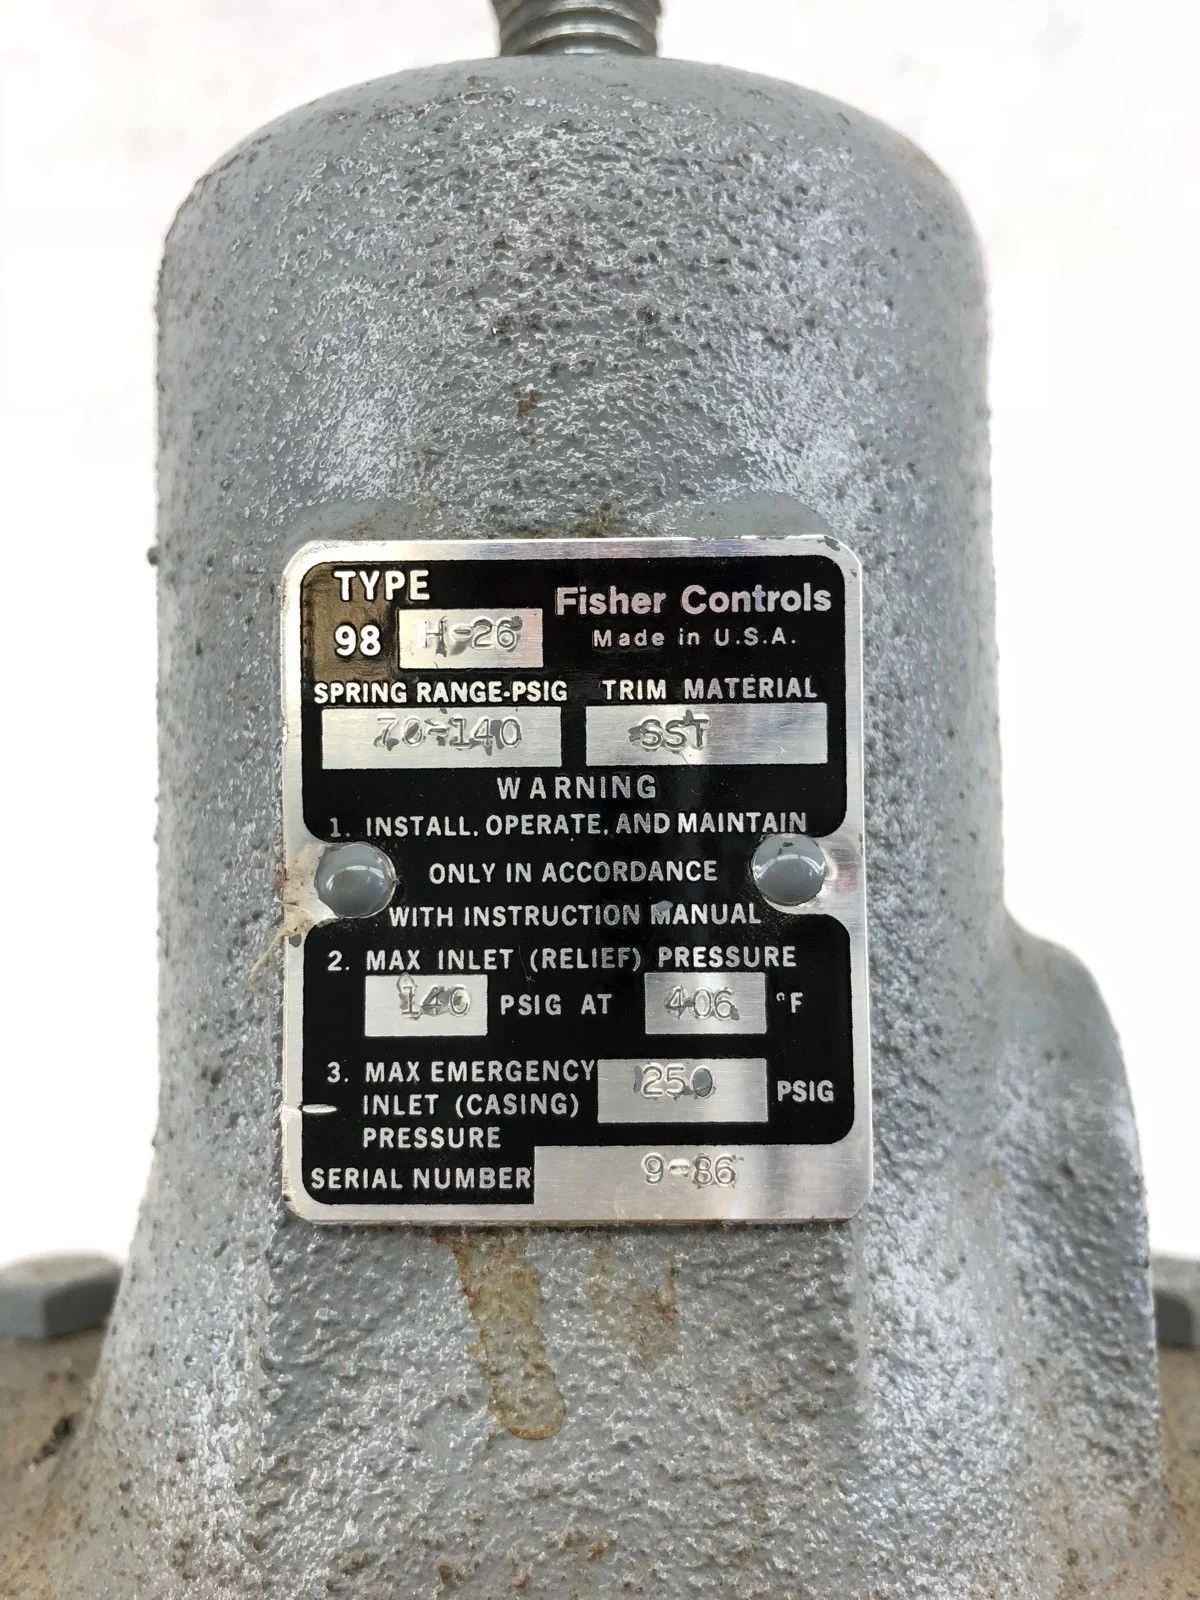 TYPE
Fisher Controls
98 H-26
Made in U.S.A.
SPRING RANGE-PSIG TRIM MATERIAL
70-140 SST
WARNING
1. INSTALL, OPERATE, AND MAINTAIN
ONLY IN ACCORDANCE
WITH INSTRUCTION MANUAL
2. MAX INLET (RELIEF) PRESSURE
140 PSIG AT 406 °F
3. MAX EMERGENCY 250 PSIG
INLET (CASING)
PRESSURE
SERIAL NUMBER 9-86